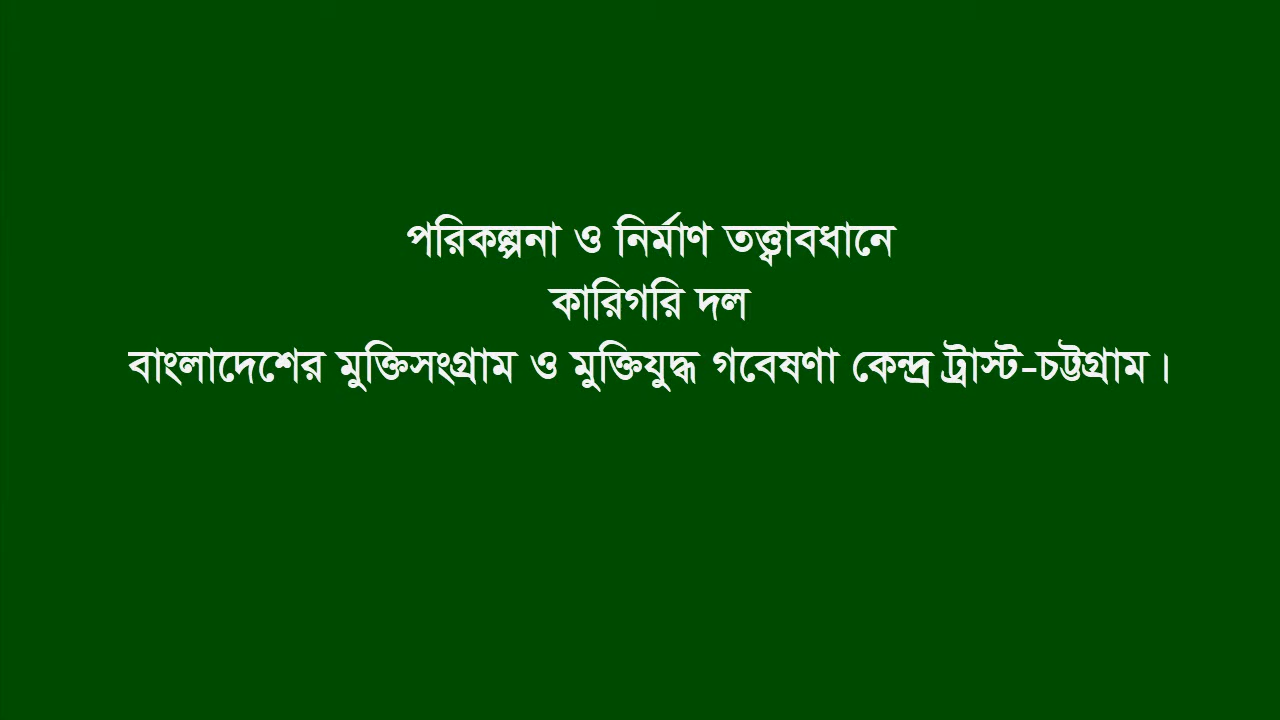 পরিকল্পনা ও নির্মাণ তত্ত্বাবধানে
কারিগরি দল
বাংলাদেশের মুক্তিসংগ্রাম ও মুক্তিযুদ্ধ গবেষণা কেন্দ্র ট্রাস্ট-চট্টগ্রাম।